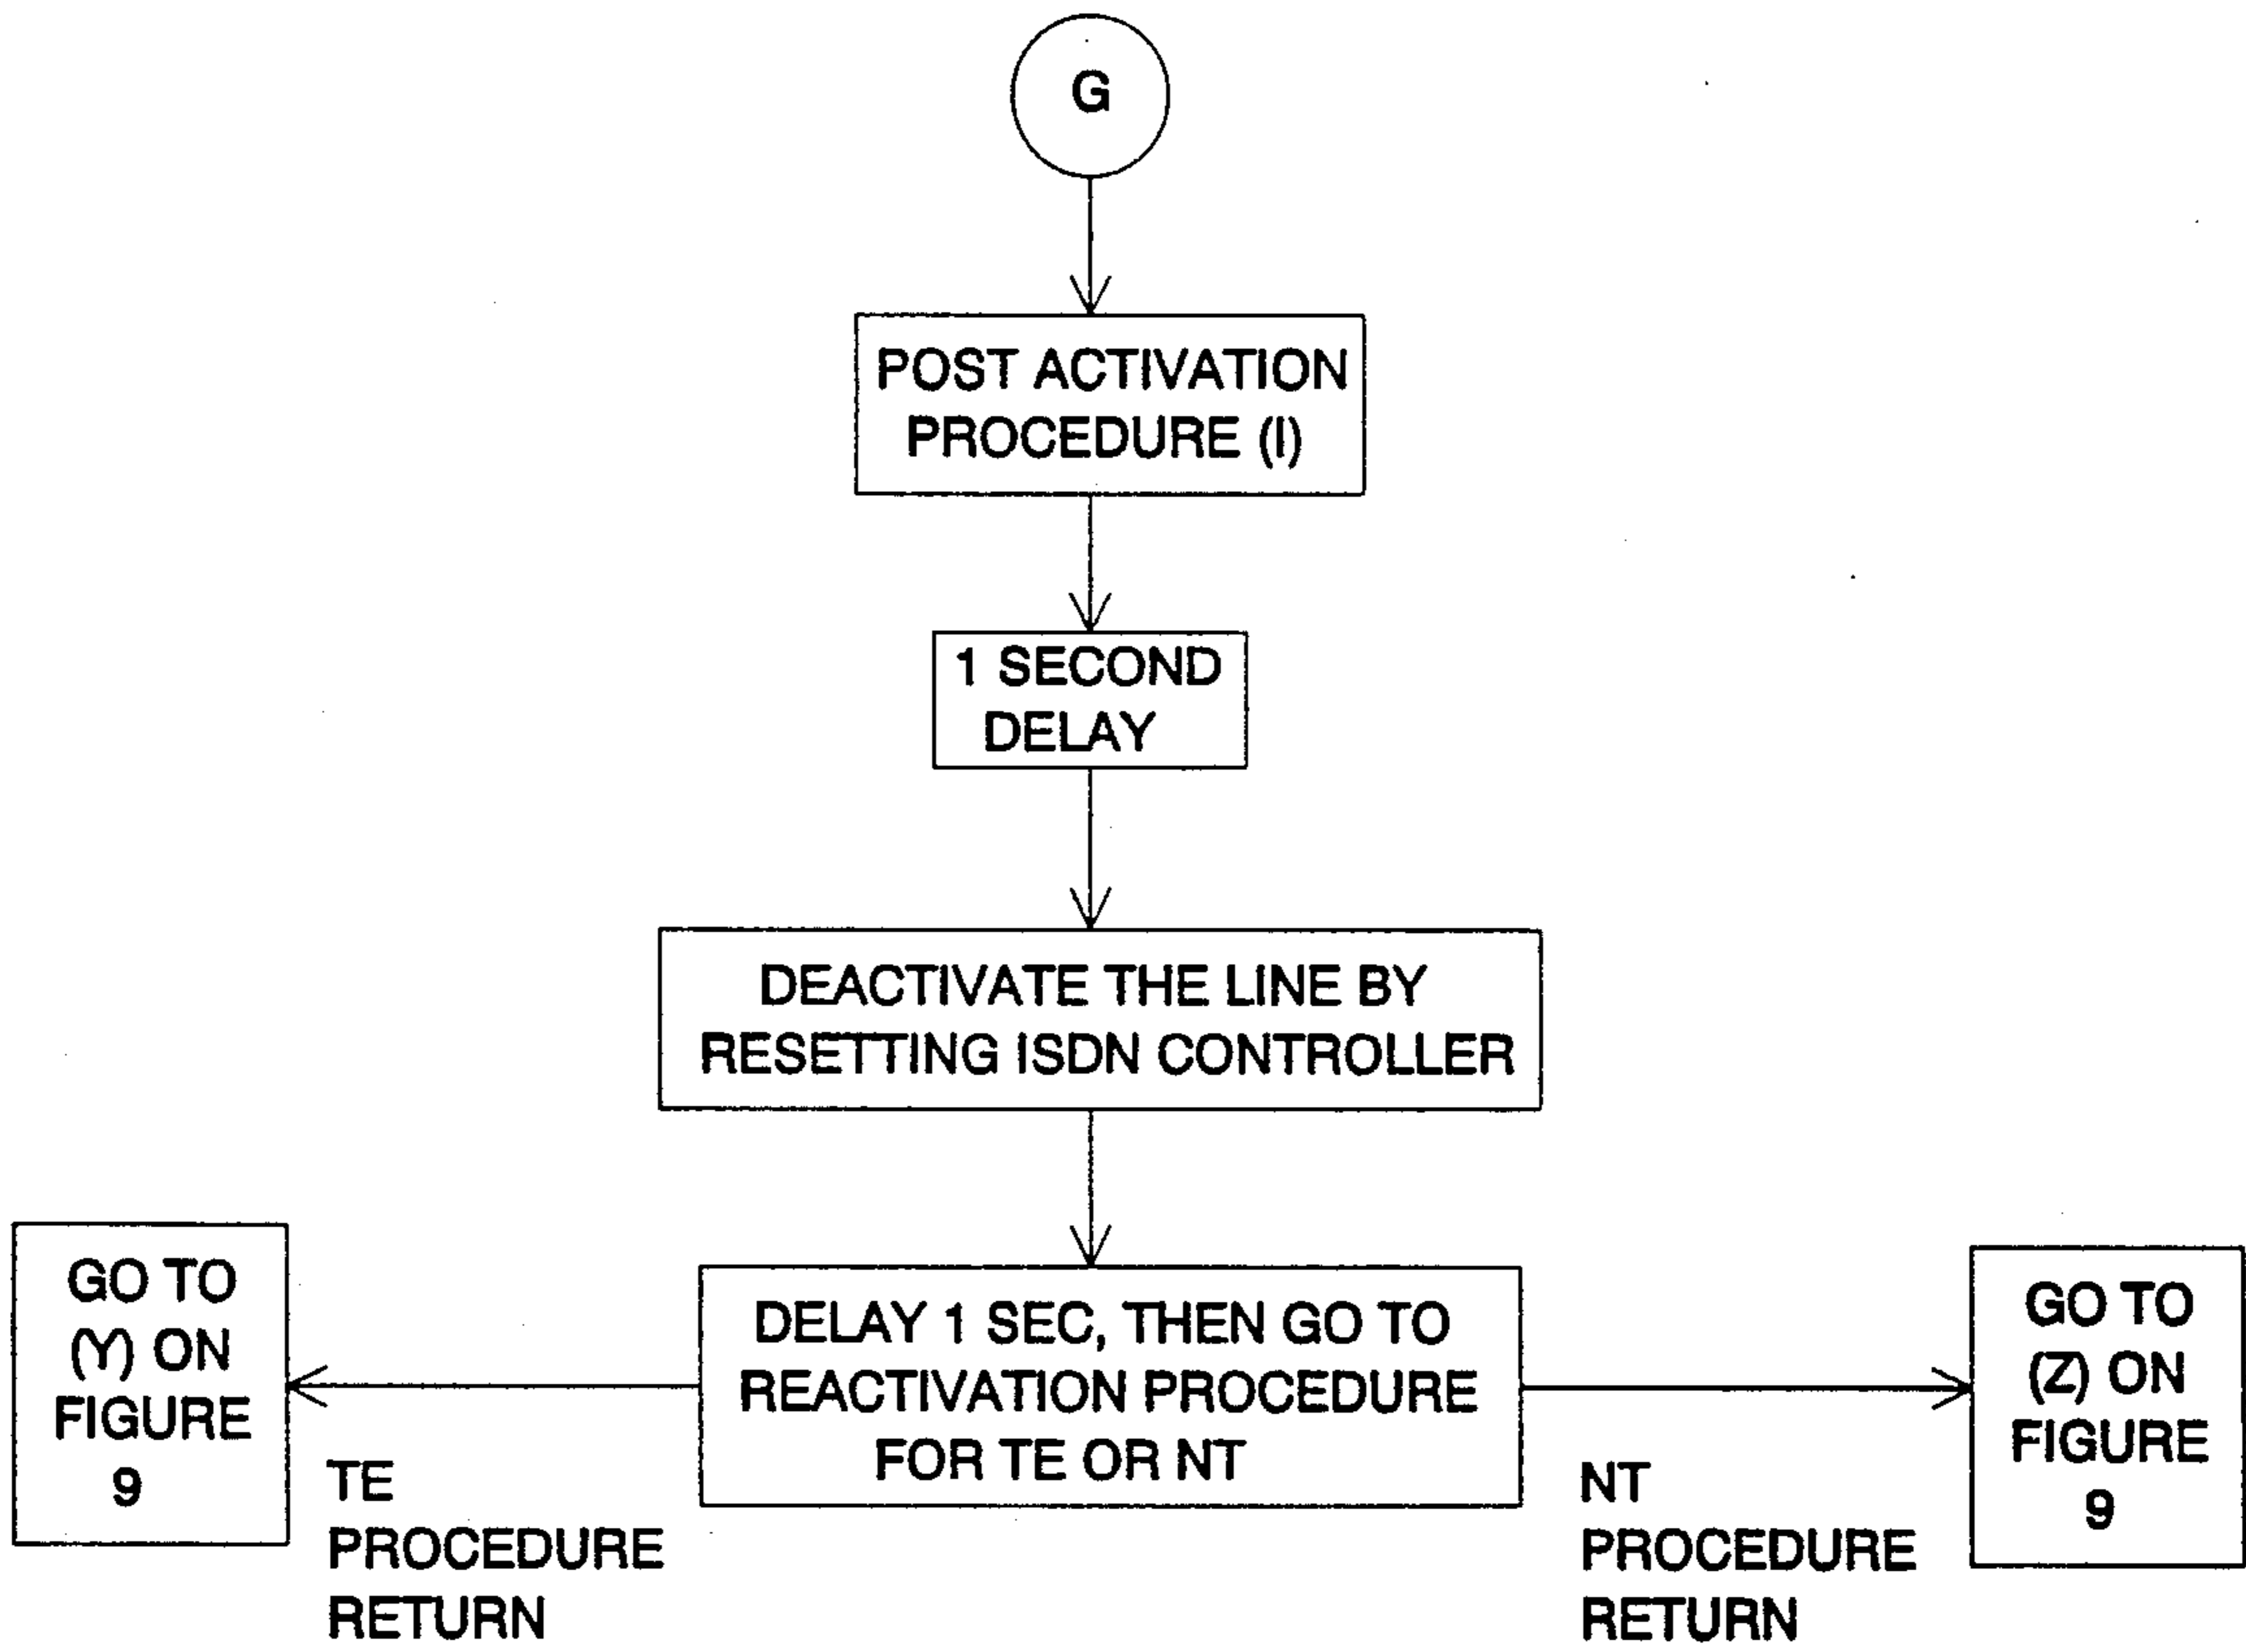 G
POST ACTIVATION
PROCEDURE (I)
1 SECOND
DELAY
DEACTIVATE THE LINE BY
RESETTING ISDN CONTROLLER
GO TO
(Y) ON
FIGURE
9
TE
PROCEDURE
RETURN
DELAY 1 SEC, THEN GO TO
REACTIVATION PROCEDURE
FOR TE OR NT
NT
PROCEDURE
RETURN
GO TO
(Z) ON
FIGURE
9